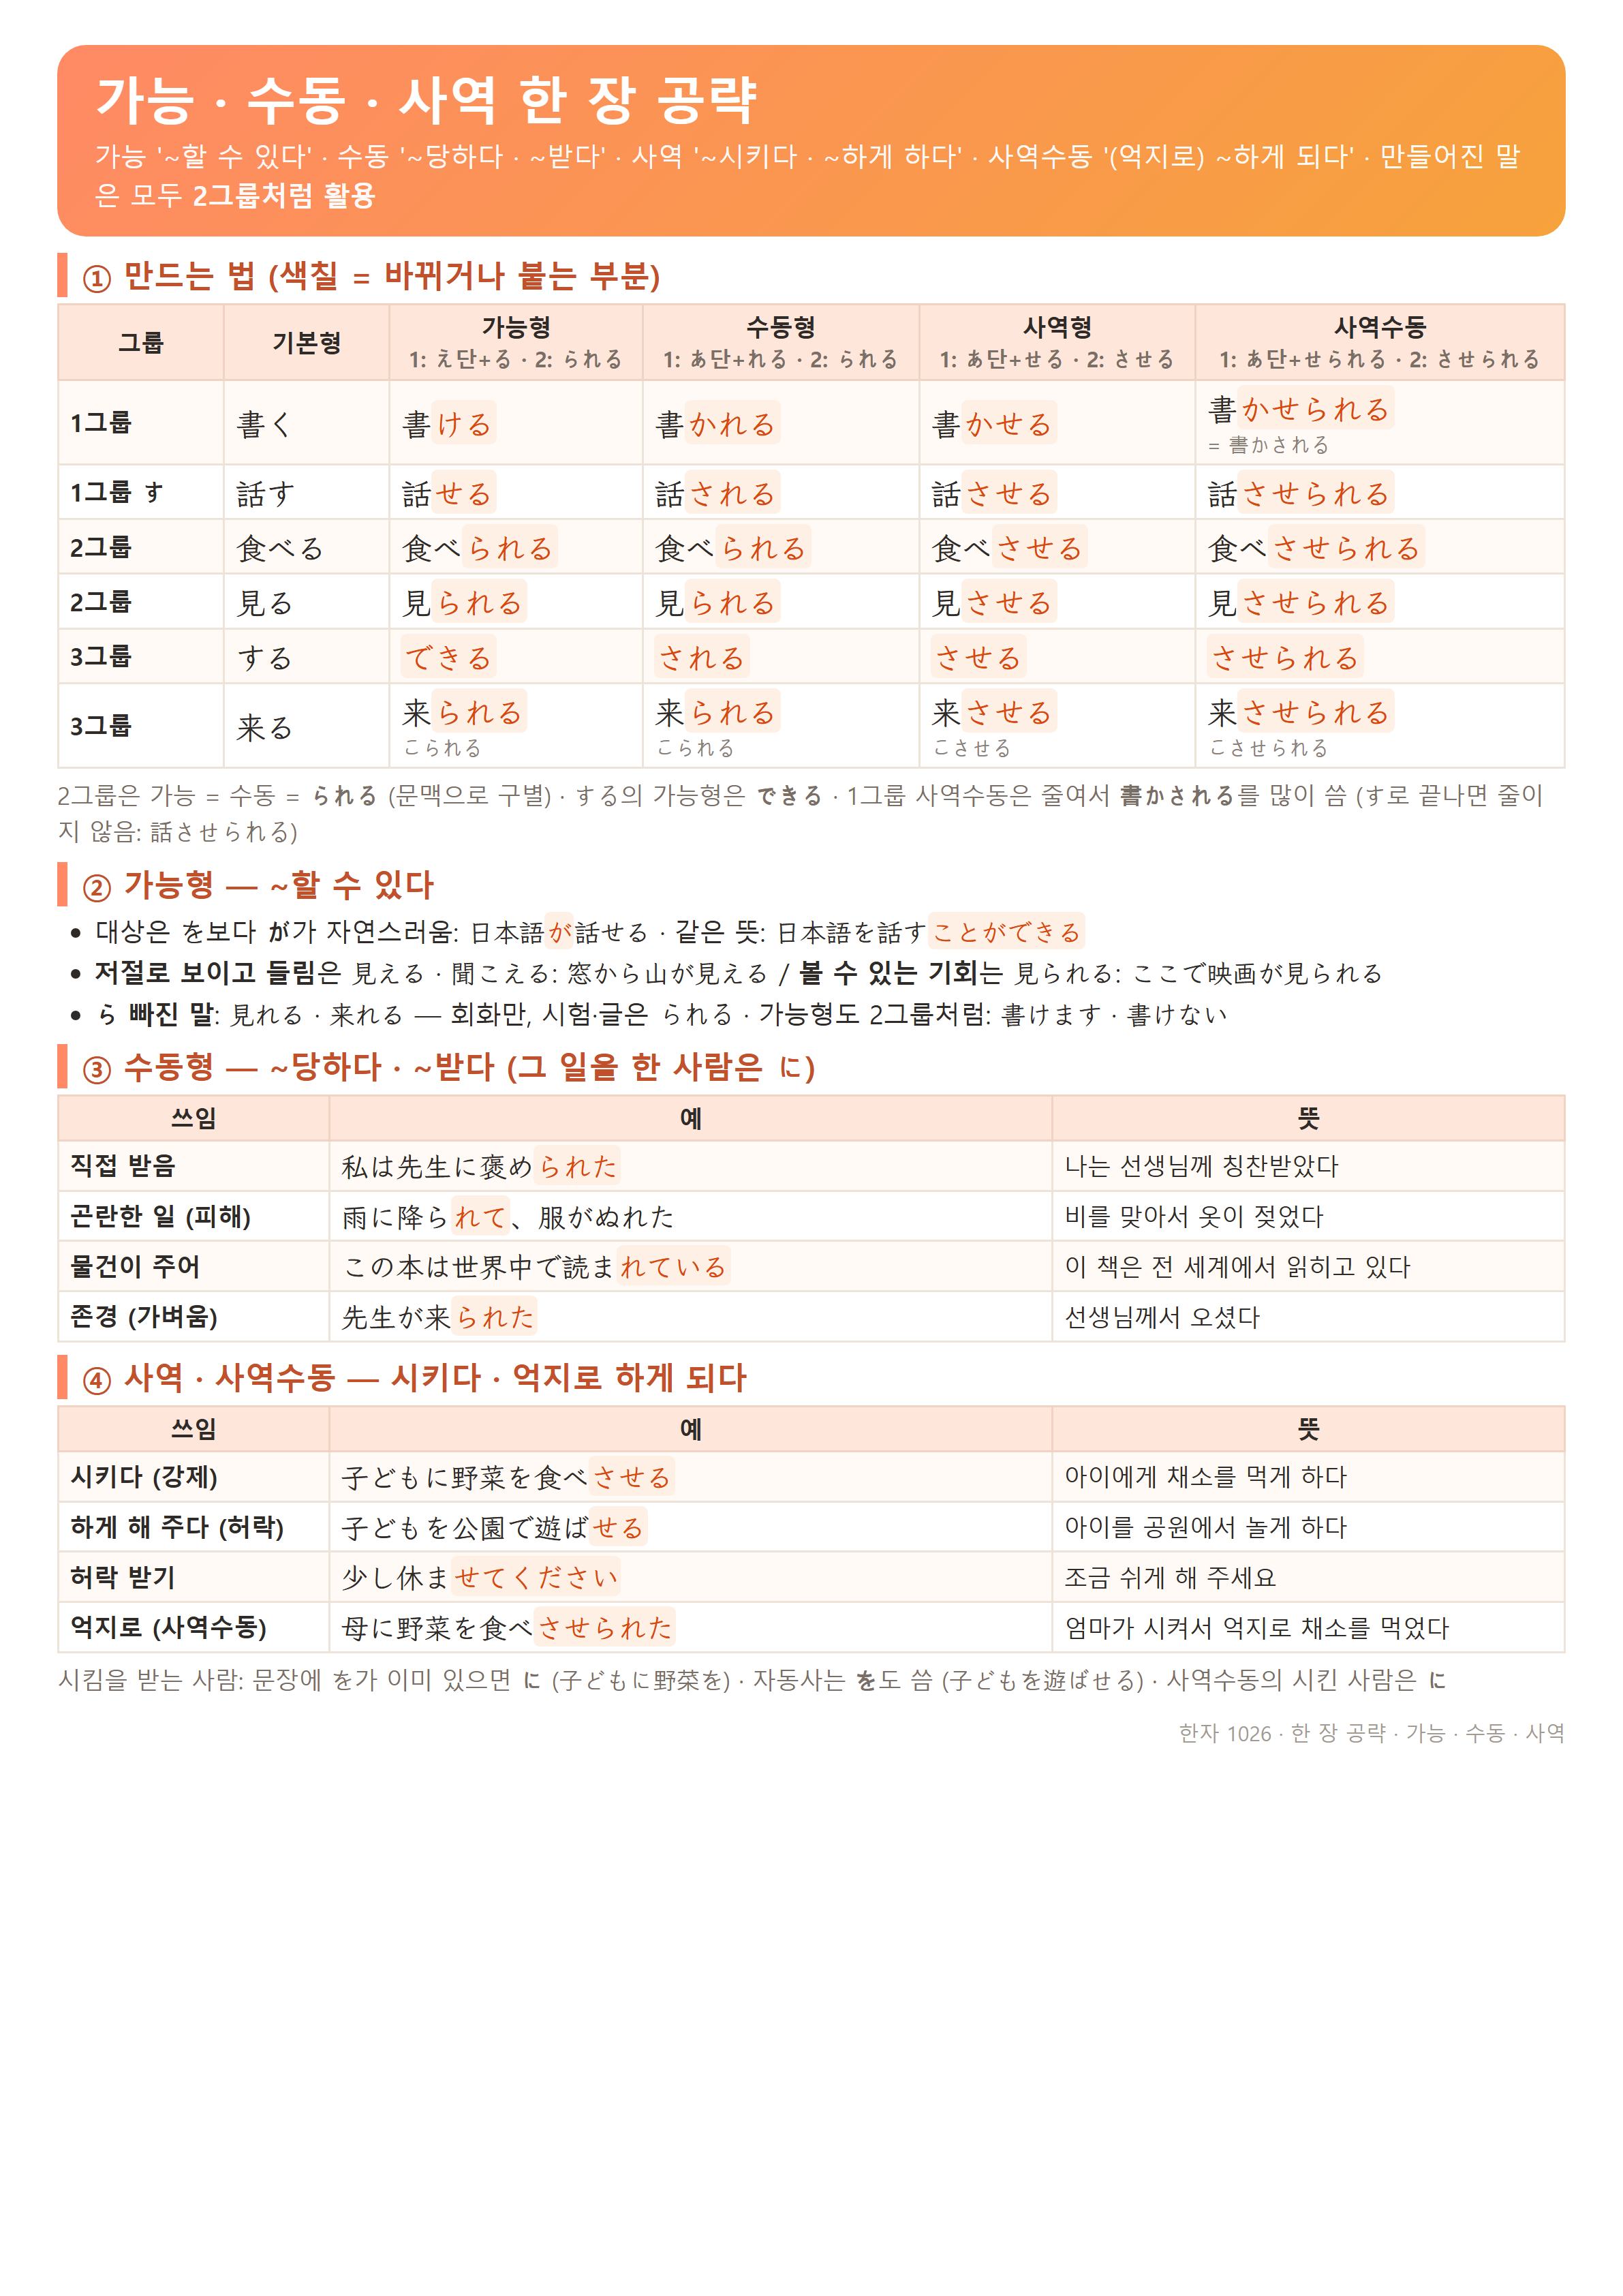 가능 · 수동 · 사역 한 장 공략
가능 '~할 수 있다' · 수동 '~당하다 · ~받다' · 사역 '~시키다 · ~하게 하다' · 사역수동 '(억지로) ~하게 되다' · 만들어진 말
은 모두 2그룹처럼 활용
① 만드는 법 (색칠 = 바뀌거나 붙는 부분)
그룹 기본형 가능형 수동형 사역형 사역수동
1: え단+る · 2: られる 1: あ단+れる · 2: られる 1: あ단+せる · 2: させる 1: あ단+せられる · 2: させられる
1그룹 書く 書ける 書かれる 書かせる 書かせられる
= 書かされる
1그룹 す 話す 話せる 話される 話させる 話させられる
2그룹 食べる 食べられる 食べられる 食べさせる 食べさせられる
2그룹 見る 見られる 見られる 見させる 見させられる
3그룹 する できる される させる させられる
3그룹 来る 来られる 来られる 来させる 来させられる
こられる こられる こさせる こさせられる
2그룹은 가능 = 수동 = られる (문맥으로 구별) · する의 가능형은 できる · 1그룹 사역수동은 줄여서 書かされる를 많이 씀 (す로 끝나면 줄이
지 않음: 話させられる)
② 가능형 — ~할 수 있다
• 대상은 を보다 が가 자연스러움: 日本語が話せる · 같은 뜻: 日本語を話すことができる
• 저절로 보이고 들림은 見える · 聞こえる: 窓から山が見える / 볼 수 있는 기회는 見られる: ここで映画が見られる
• ら 빠진 말: 見れる · 来れる — 회화만, 시험·글은 られる · 가능형도 2그룹처럼: 書けます · 書けない
③ 수동형 — ~당하다 · ~받다 (그 일을 한 사람은 に)
쓰임 예 뜻
직접 받음 私は先生に褒められた 나는 선생님께 칭찬받았다
곤란한 일 (피해) 雨に降られて、服がぬれた 비를 맞아서 옷이 젖었다
물건이 주어 この本は世界中で読まれている 이 책은 전 세계에서 읽히고 있다
존경 (가벼움) 先生が来られた 선생님께서 오셨다
④ 사역 · 사역수동 — 시키다 · 억지로 하게 되다
쓰임 예 뜻
시키다 (강제) 子どもに野菜を食べさせる 아이에게 채소를 먹게 하다
하게 해 주다 (허락) 子どもを公園で遊ばせる 아이를 공원에서 놀게 하다
허락 받기 少し休ませてください 조금 쉬게 해 주세요
억지로 (사역수동) 母に野菜を食べさせられた 엄마가 시켜서 억지로 채소를 먹었다
시킴을 받는 사람: 문장에 を가 이미 있으면 に (子どもに野菜を) · 자동사는 を도 씀 (子どもを遊ばせる) · 사역수동의 시킨 사람은 に
한자 1026 · 한 장 공략 · 가능 · 수동 · 사역